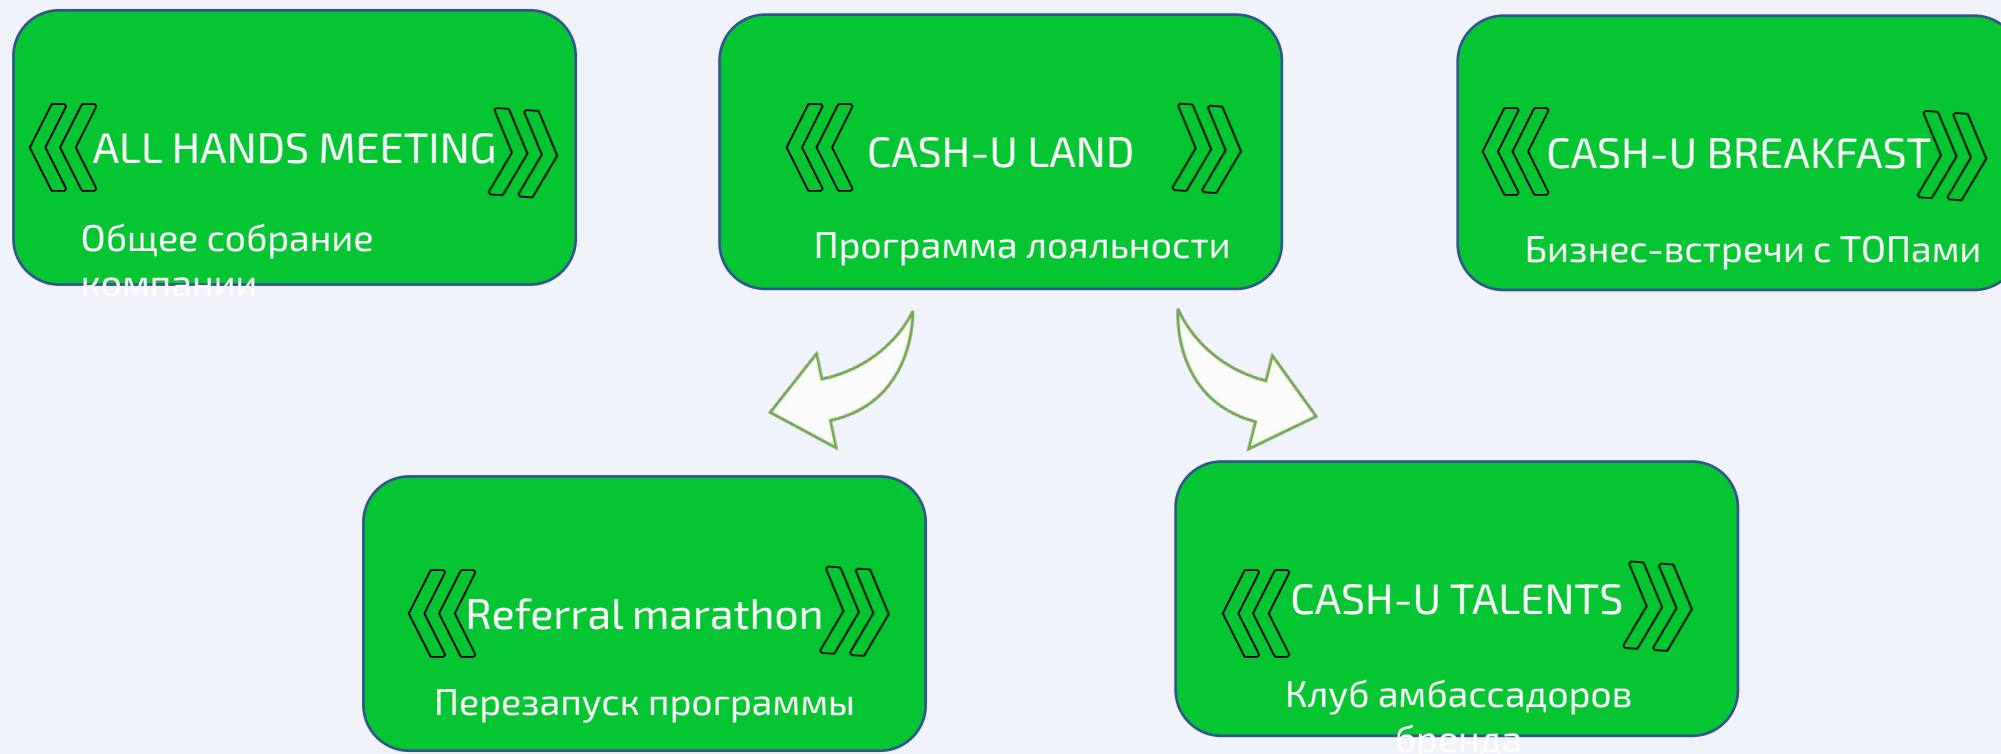 ALL HANDS MEETING
Общее собрание
компании
CASH-U LAND
Программа лояльности
CASH-U BREAKFAST
Бизнес-встречи с ТОПами
Referral marathon
Перезапуск программы
CASH-U TALENTS
Клуб амбассадоров
бренда